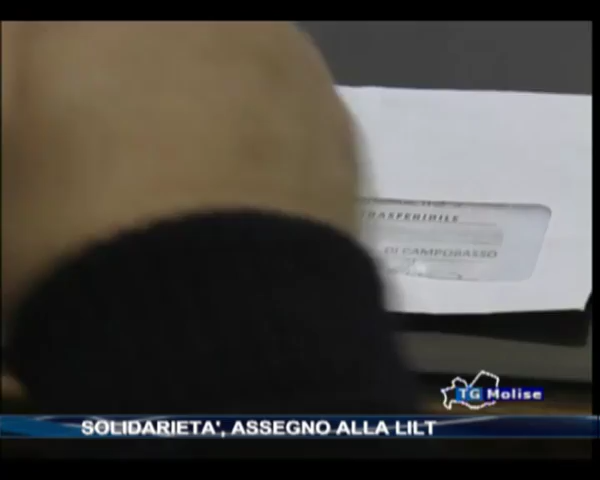 TRASFERIBILE
DI CAMPOBASSO
TG Molise
SOLIDARIETA', ASSEGNO ALLA LILT